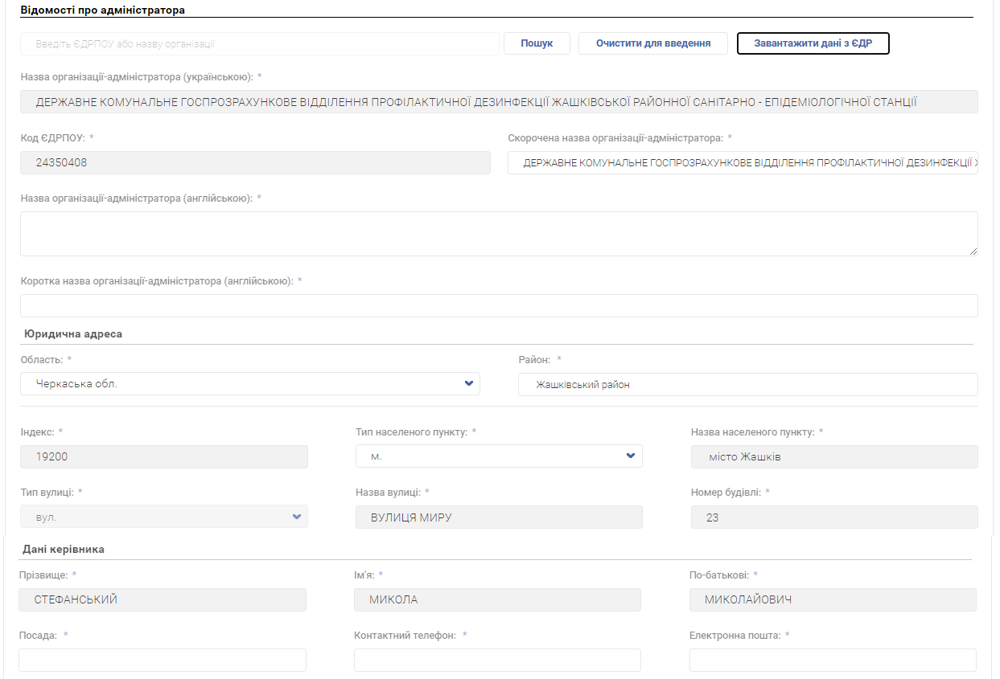 Відомості про адміністратора
Введіть ЄДРПОУ або назву організації Пошук Очистити для введення Завантажити дані з ЄДР
Назва організації-адміністратора (українською): *
ДЕРЖАВНЕ КОМУНАЛЬНЕ ГОСПРОЗРАХУНКОВЕ ВІДДІЛЕННЯ ПРОФІЛАКТИЧНОЇ ДЕЗИНФЕКЦІЇ ЖАШКІВСЬКОЇ РАЙОННОЇ САНІТАРНО - ЕПІДЕМІОЛОГІЧНОЇ СТАНЦІЇ
Код ЄДРПОУ: * Скорочена назва організації-адміністратора: *
24350408 ДЕРЖАВНЕ КОМУНАЛЬНЕ ГОСПРОЗРАХУНКОВЕ ВІДДІЛЕННЯ ПРОФІЛАКТИЧНОЇ ДЕЗИНФЕКЦІЇ
Назва організації-адміністратора (англійською): *
Коротка назва організації-адміністратора (англійською): *
Юридична адреса
Область: * Район: *
Черкаська обл. Жашківський район
Індекс: * Тип населеного пункту: * Назва населеного пункту: *
19200 м. місто Жашків
Тип вулиці: * Назва вулиці: * Номер будівлі: *
вул. ВУЛИЦЯ МИРУ 23
Дані керівника
Прізвище: * Ім'я: * По-батькові: *
СТЕФАНСЬКИЙ МИКОЛА МИКОЛАЙОВИЧ
Посада: * Контактний телефон: * Електронна пошта: *